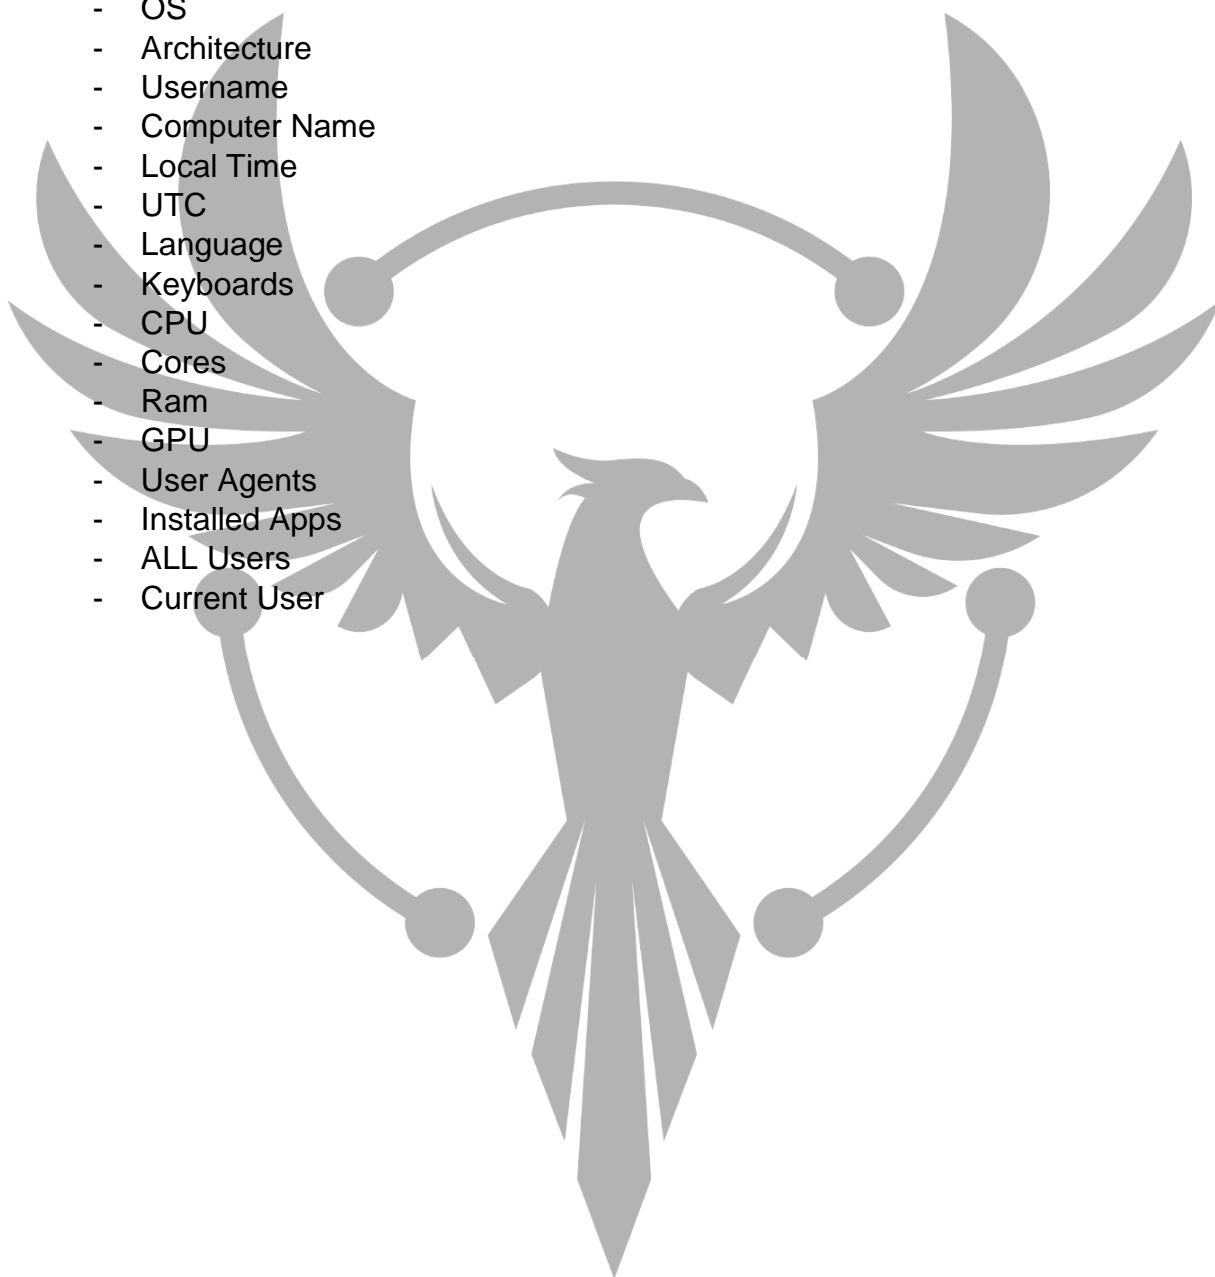 - OS
- Architecture
- Username
- Computer Name
- Local Time
- UTC
- Language
- Keyboards
- CPU
- Cores
- Ram
- GPU
- User Agents
- Installed Apps
- ALL Users
- Current User